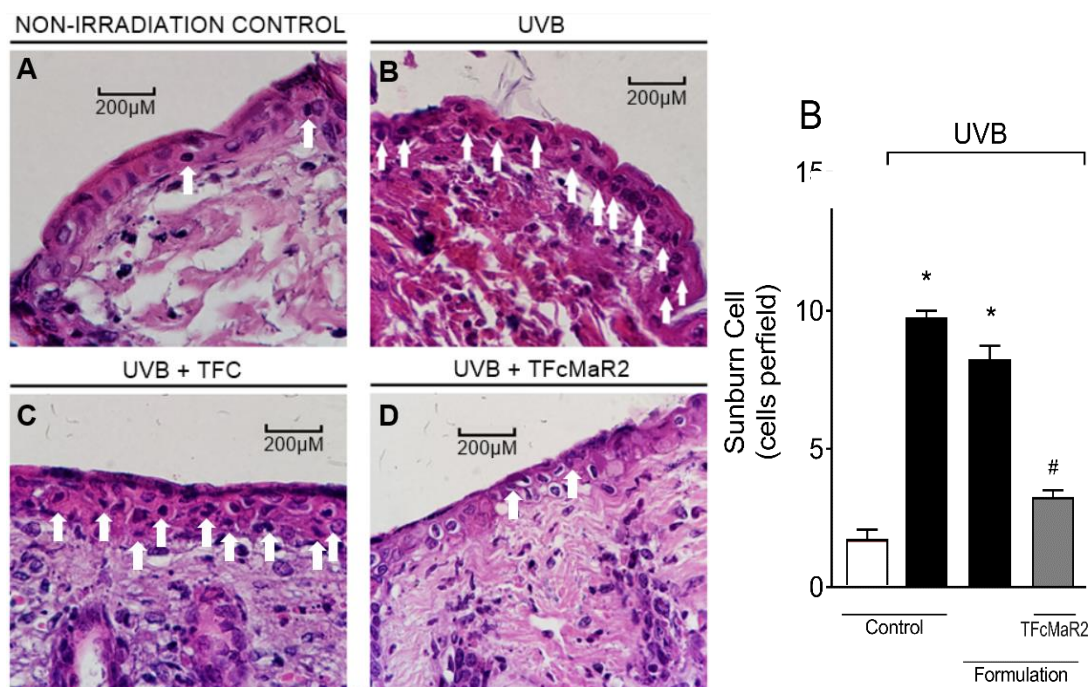 NON-IRRADIATION CONTROL
UVB
A
200µM
B
200µM
UVB + TFC
UVB + TFcMaR2
C
200µM
D
200µM
B
UVB
15
*
*
10
Sunburn Cell
(cells perfield)
5
#
0
Control
TFcMaR2
Formulation